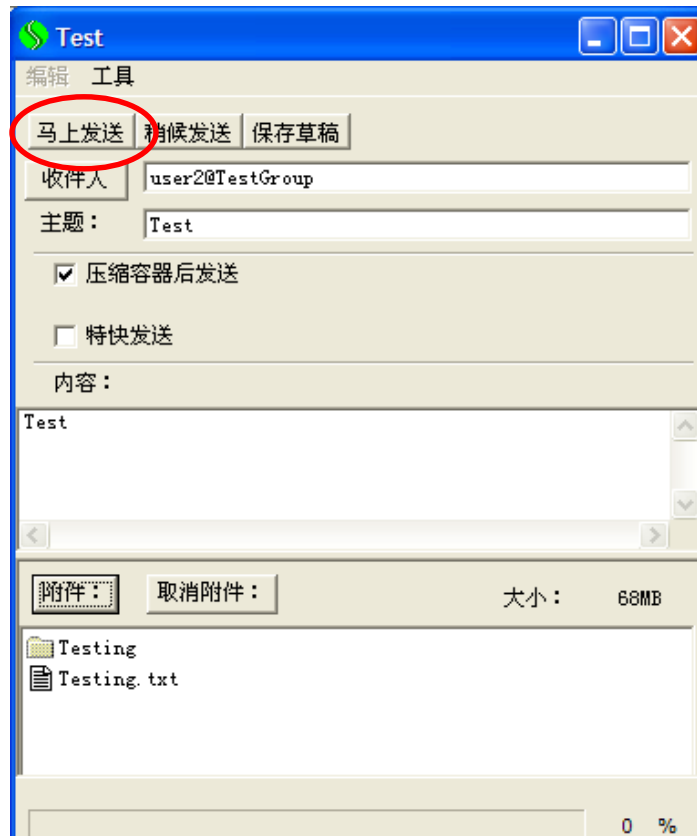 Test
编辑 工具
马上发送 稍候发送 保存草稿
收件人 user2@TestGroup
主题： Test
压缩容器后发送
特快发送
内容：
Test
附件： 取消附件： 大小： 68MB
Testing
Testing.txt
0 %